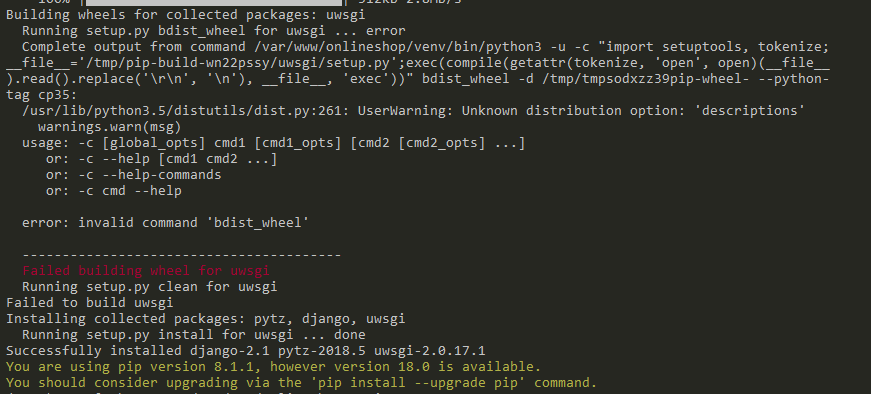 Building wheels for collected packages: uwsgi
Running setup.py bdist_wheel for uwsgi ... error
Complete output from command /var/www/onlineshop/venv/bin/python3 -u -c "import setuptools, tokenize;
__file__='/tmp/pip-build-wn22pssy/uwsgi/setup.py';exec(compile(getattr(tokenize, 'open', open)(__file__
).read().replace('\r\n', '\n'), __file__, 'exec'))" bdist_wheel -d /tmp/tmpsodxzz39pip-wheel- --python-
tag cp35:
/usr/lib/python3.5/distutils/dist.py:261: UserWarning: Unknown distribution option: 'descriptions'
warnings.warn(msg)
usage: -c [global_opts] cmd1 [cmd1_opts] [cmd2 [cmd2_opts] ...]
or: -c --help [cmd1 cmd2 ...]
or: -c --help-commands
or: -c cmd --help
error: invalid command 'bdist_wheel'
----------------------------------------
Failed building wheel for uwsgi
Running setup.py clean for uwsgi
Failed to build uwsgi
Installing collected packages: pytz, django, uwsgi
Running setup.py install for uwsgi ... done
Successfully installed django-2.1 pytz-2018.5 uwsgi-2.0.17.1
You are using pip version 8.1.1, however version 18.0 is available.
You should consider upgrading via the 'pip install --upgrade pip' command.